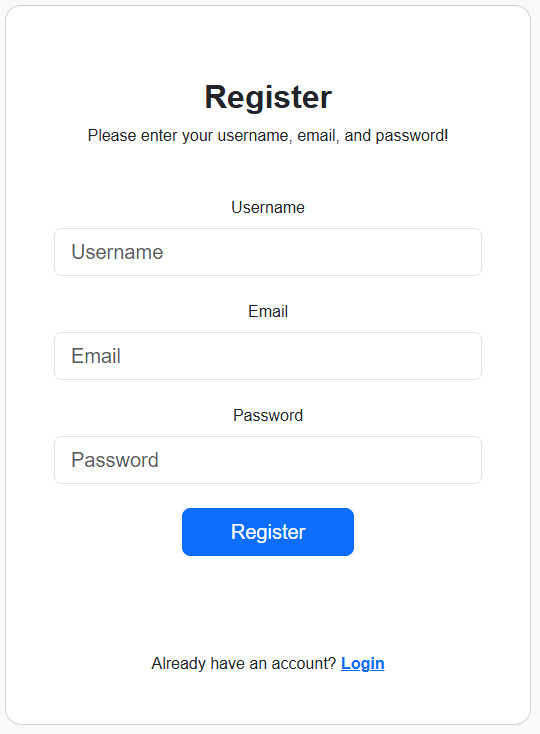 Register
Please enter your username, email, and password!
Username
Username
Email
Email
Password
Password
Register
Already have an account? Login